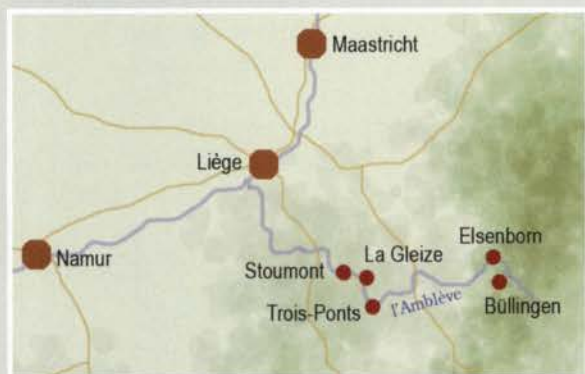 Maastricht
Liège
Namur
Stoumont
La Gleize
Elsenborn
Trois-Ponts
l'Amblève
Büllingen